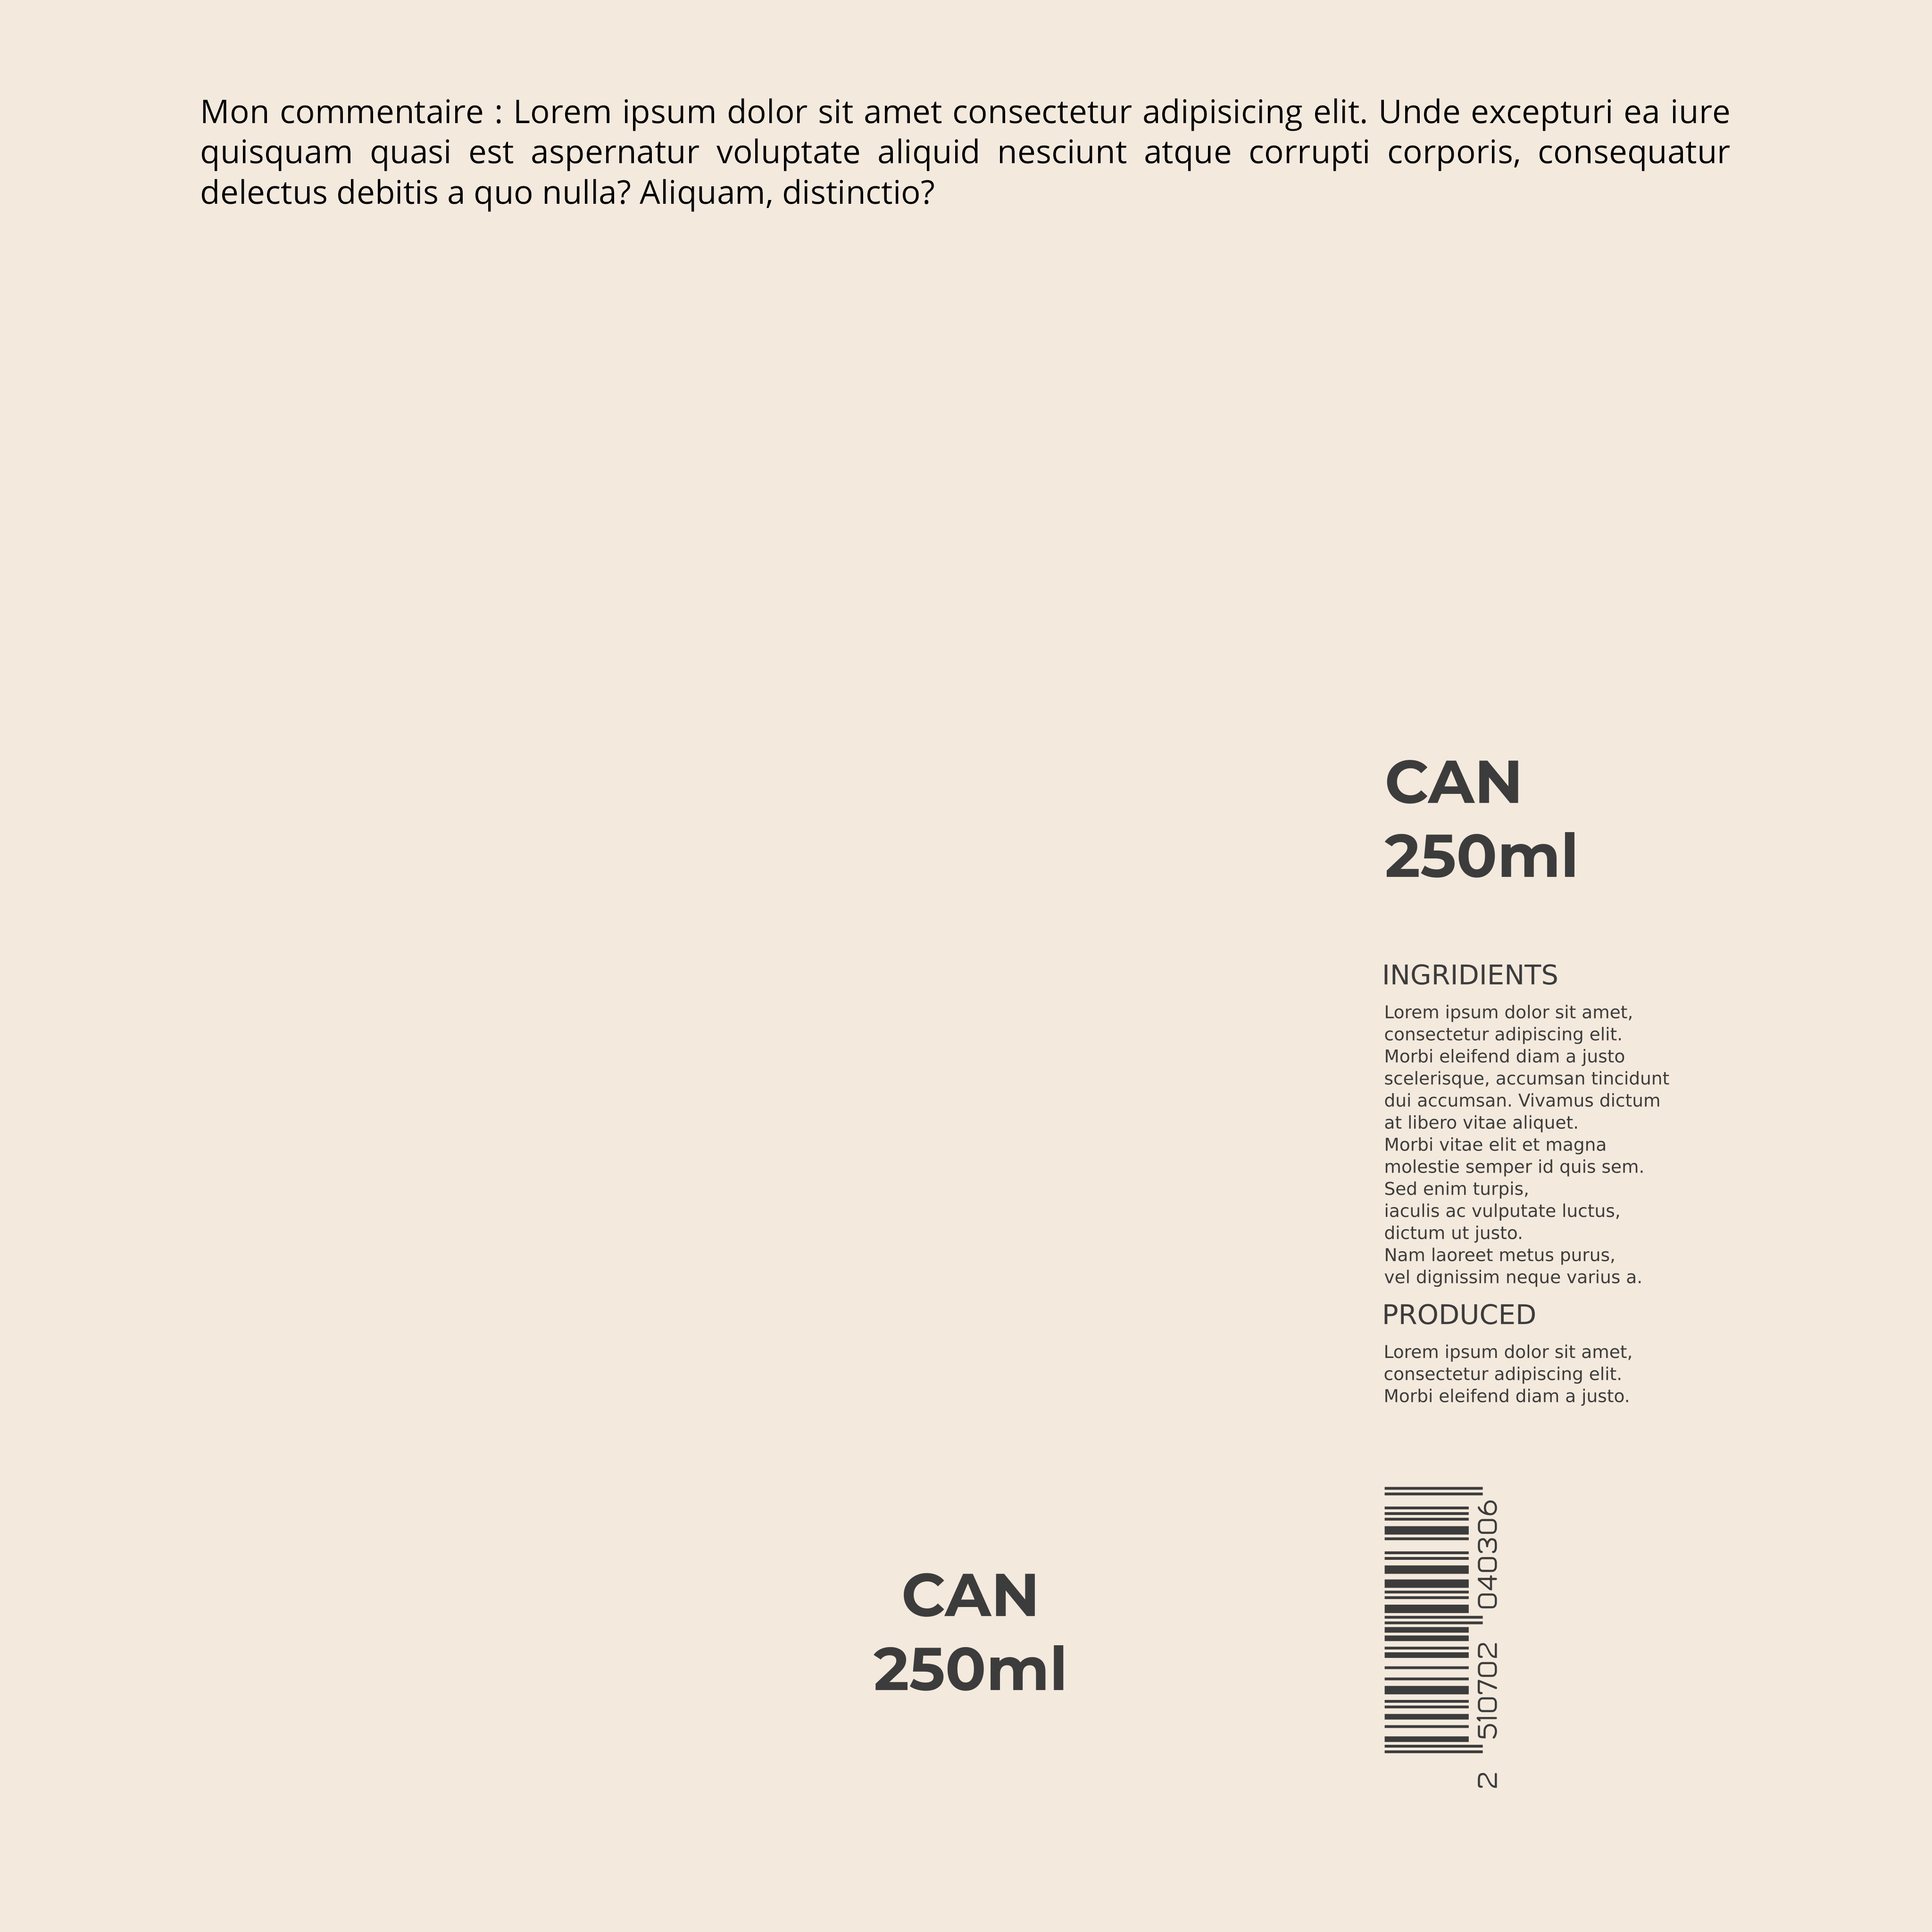 Mon commentaire : Lorem ipsum dolor sit amet consectetur adipisicing elit. Unde excepturi ea iure
quisquam quasi est aspernatur voluptate aliquid nesciunt atque corrupti corporis, consequatur
delectus debitis a quo nulla? Aliquam, distinctio?
CAN
250ml
INGRIDIENTS
Lorem ipsum dolor sit amet,
consectetur adipiscing elit.
Morbi eleifend diam a justo
scelerisque, accumsan tincidunt
dui accumsan. Vivamus dictum
at libero vitae aliquet.
Morbi vitae elit et magna
molestie semper id quis sem.
Sed enim turpis,
iaculis ac vulputate luctus,
dictum ut justo.
Nam laoreet metus purus,
vel dignissim neque varius a.
PRODUCED
Lorem ipsum dolor sit amet,
consectetur adipiscing elit.
Morbi eleifend diam a justo.
2 510702 040306
CAN
250ml